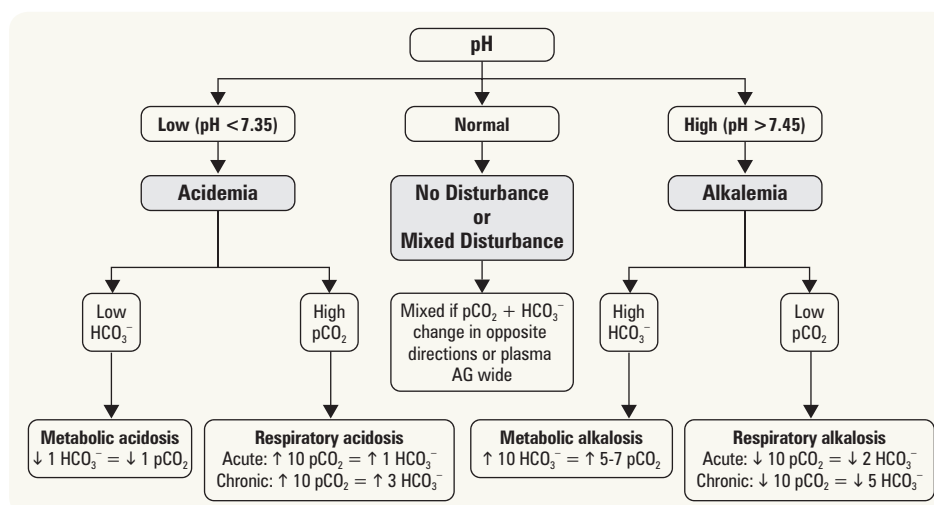 pH
Low (pH <7.35)
Normal
High (pH >7.45)
Acidemia
No Disturbance
or
Mixed Disturbance
Alkalemia
Low
HCO₃⁻
High
pCO₂
Mixed if pCO₂ + HCO₃⁻
change in opposite
directions or plasma
AG wide
High
HCO₃⁻
Low
pCO₂
Metabolic acidosis
↓ 1 HCO₃⁻ = ↓ 1 pCO₂
Respiratory acidosis
Acute: ↑ 10 pCO₂ = ↑ 1 HCO₃⁻
Chronic: ↑ 10 pCO₂ = ↑ 3 HCO₃⁻
Metabolic alkalosis
↑ 10 HCO₃⁻ = ↑ 5-7 pCO₂
Respiratory alkalosis
Acute: ↓ 10 pCO₂ = ↓ 2 HCO₃⁻
Chronic: ↓ 10 pCO₂ = ↓ 5 HCO₃⁻